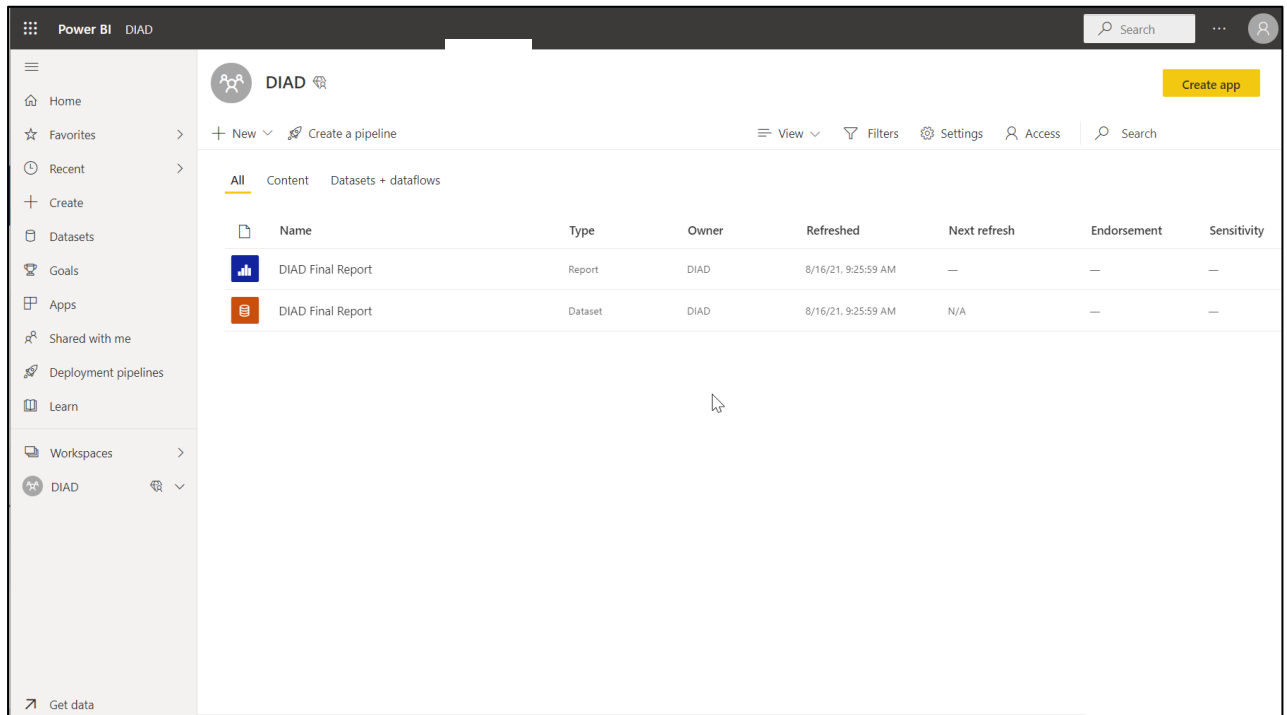 Power BI DIAD
Search
Home
Favorites
Recent
Create
Datasets
Goals
Apps
Shared with me
Deployment pipelines
Learn
Workspaces
DIAD
Get data
DIAD
Create app
New Create a pipeline View Filters Settings Access Search
All Content Datasets + dataflows
Name Type Owner Refreshed Next refresh Endorsement Sensitivity
DIAD Final Report Report DIAD 8/16/21, 9:25:59 AM — — —
DIAD Final Report Dataset DIAD 8/16/21, 9:25:59 AM N/A — —